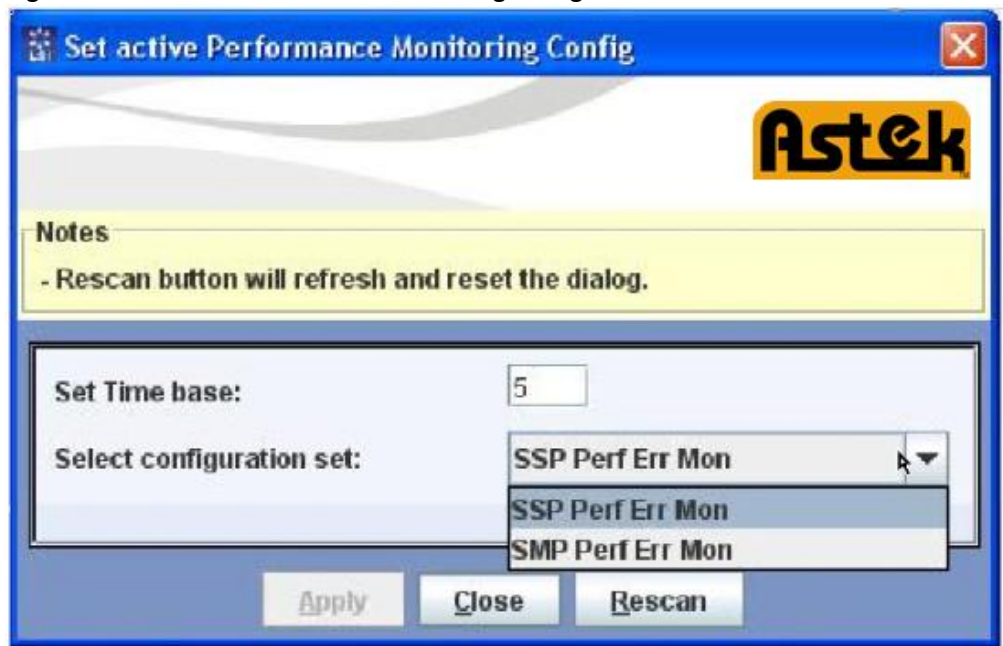 Set active Performance Monitoring Config
Astek
Notes
- Rescan button will refresh and reset the dialog.
Set Time base: 5
Select configuration set: SSP Perf Err Mon
SSP Perf Err Mon
SMP Perf Err Mon
Apply Close Rescan